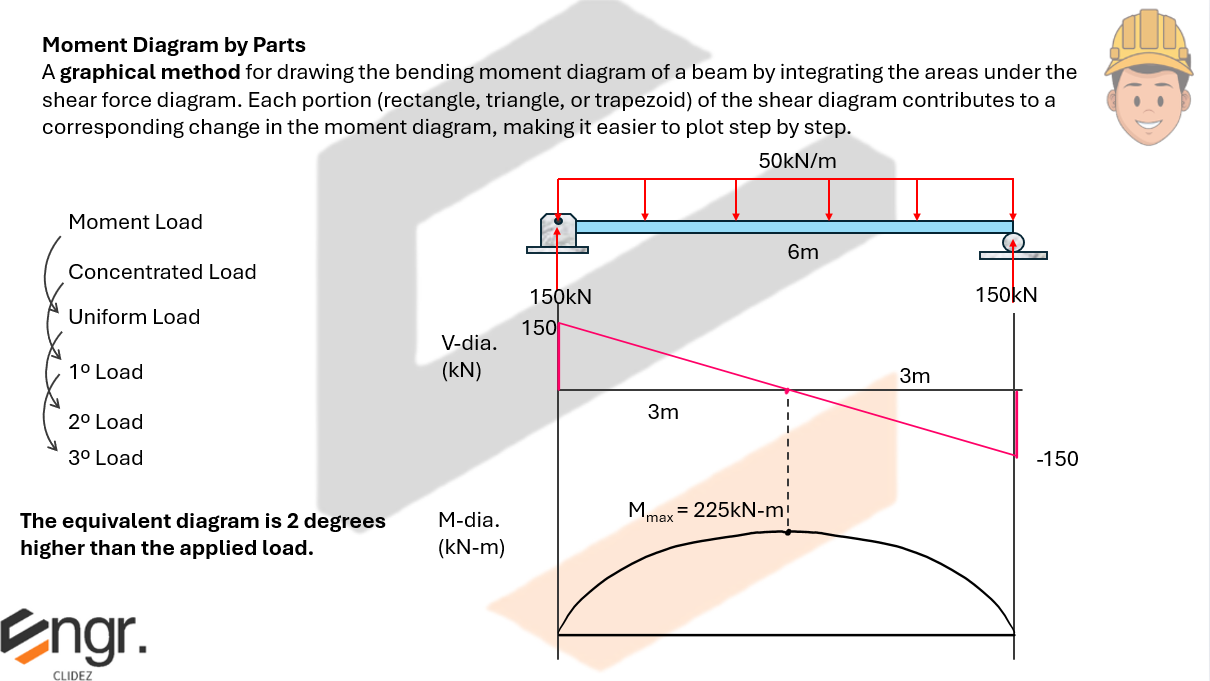 Moment Diagram by Parts
A graphical method for drawing the bending moment diagram of a beam by integrating the areas under the
shear force diagram. Each portion (rectangle, triangle, or trapezoid) of the shear diagram contributes to a
corresponding change in the moment diagram, making it easier to plot step by step.
50kN/m
Moment Load
Concentrated Load
Uniform Load
1º Load
2º Load
3º Load
6m
150kN
150kN
150
V-dia.
(kN)
3m
3m
-150
The equivalent diagram is 2 degrees
higher than the applied load.
M-dia.
(kN-m)
Mmax = 225kN-m
Engr.
CLIDEZ